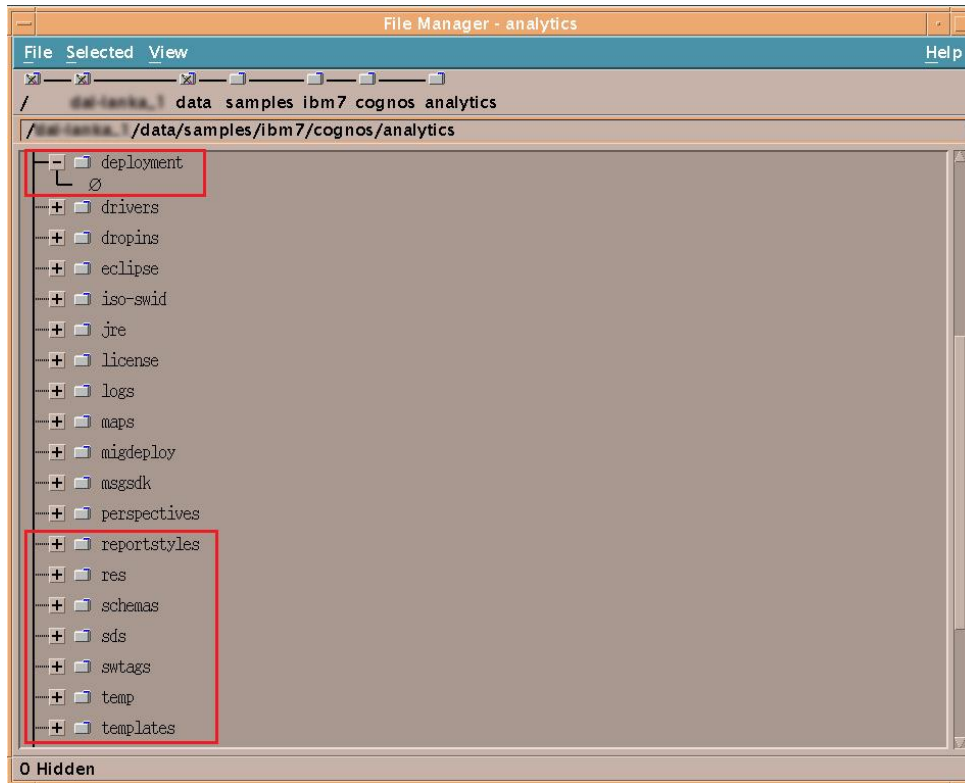 File Manager - analytics
File Selected View Help
/ data samples ibm7 cognos analytics
/data/samples/ibm7/cognos/analytics
deployment
∅
drivers
dropins
eclipse
iso-swid
jre
license
logs
maps
migdeploy
msgsdk
perspectives
reportstyles
res
schemas
sds
swtags
temp
templates
0 Hidden